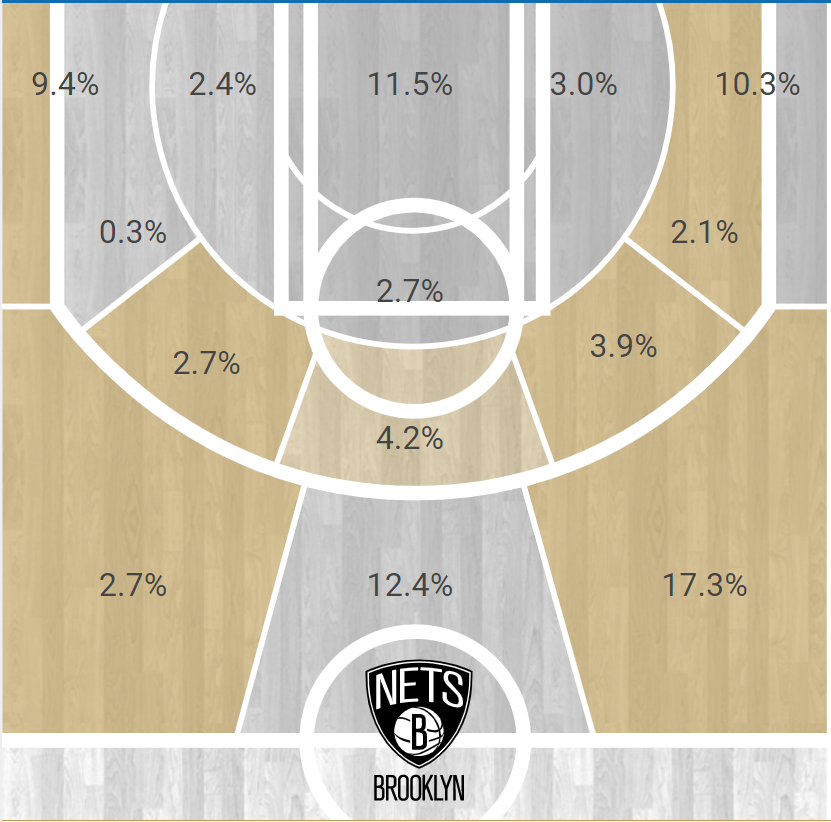 9.4% 2.4% 11.5% 3.0% 10.3%
0.3% 2.1%
2.7%
2.7% 3.9%
4.2%
2.7% 12.4% 17.3%
NETS
B
BROOKLYN